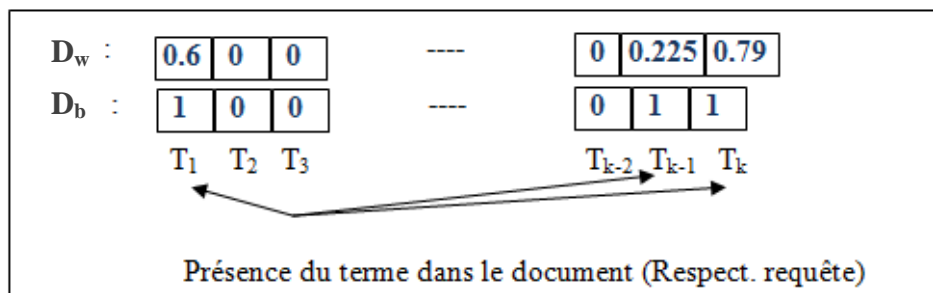 Dw : 0.6 0 0 ---- 0 0.225 0.79
Db : 1 0 0 ---- 0 1 1
T1 T2 T3 Tk-2 Tk-1 Tk
Présence du terme dans le document (Respect. requête)